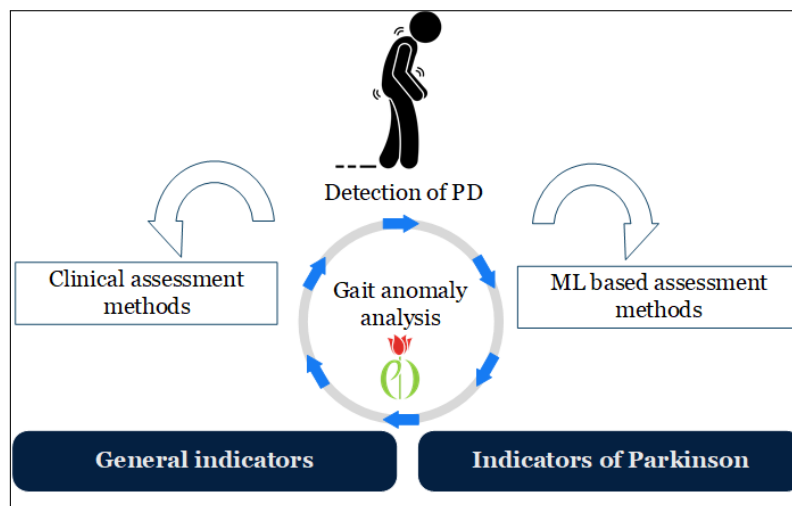 Detection of PD
Clinical assessment
methods
Gait anomaly
analysis
ML based assessment
methods
General indicators
Indicators of Parkinson